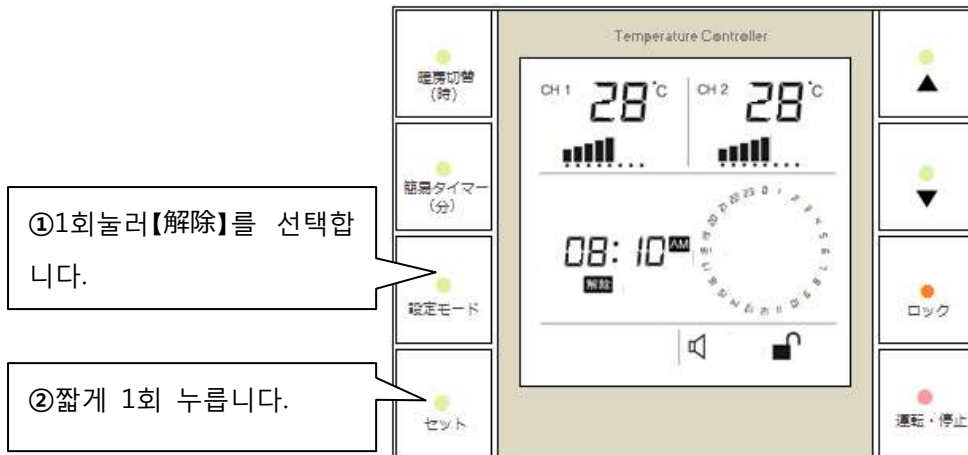 Temperature Controller
暖房切替
(時)
簡易タイマー
(分)
設定モード
セット
①1회눌러【解除】를 선택합
니다.
②짧게 1회 누릅니다.
CH 1 28°C
CH 2 28°C
08:10 AM
解除
▲
▼
ロック
運転・停止